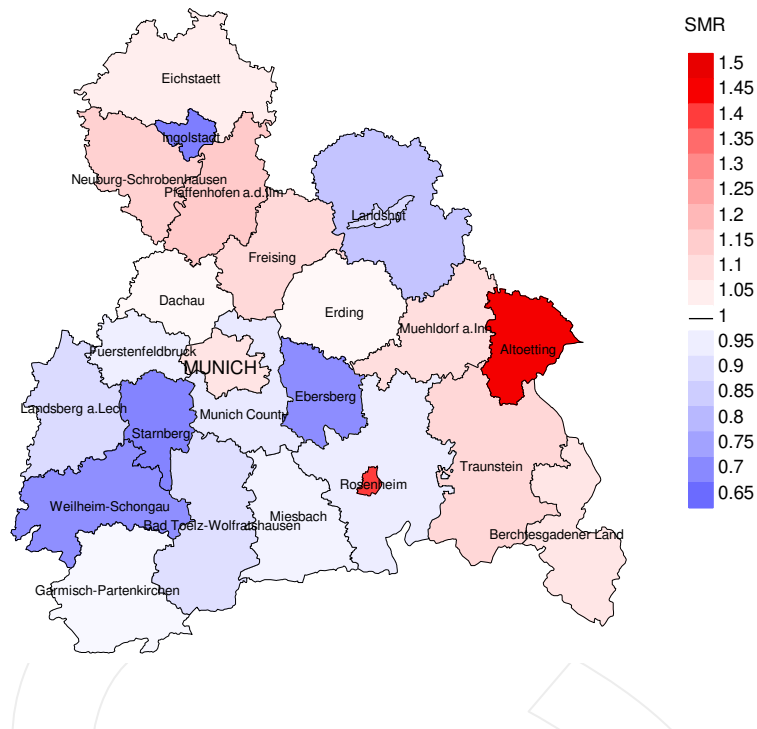 SMR
1.5
1.45
1.4
1.35
1.3
1.25
1.2
1.15
1.1
1.05
1
0.95
0.9
0.85
0.8
0.75
0.7
0.65
Eichstaett
Ingolstadt
Neuburg-Schrobenhausen
Pfaffenhofen a.d.Ilm
Landshut
Freising
Dachau
Erding
Muehldorf a.Inn
Altoetting
Fuerstenfeldbruck
MUNICH
Ebersberg
Landsberg a.Lech
Munich County
Starnberg
Traunstein
Rosenheim
Weilheim-Schongau
Miesbach
Bad Toelz-Wolfratshausen
Berchtesgadener Land
Garmisch-Partenkirchen